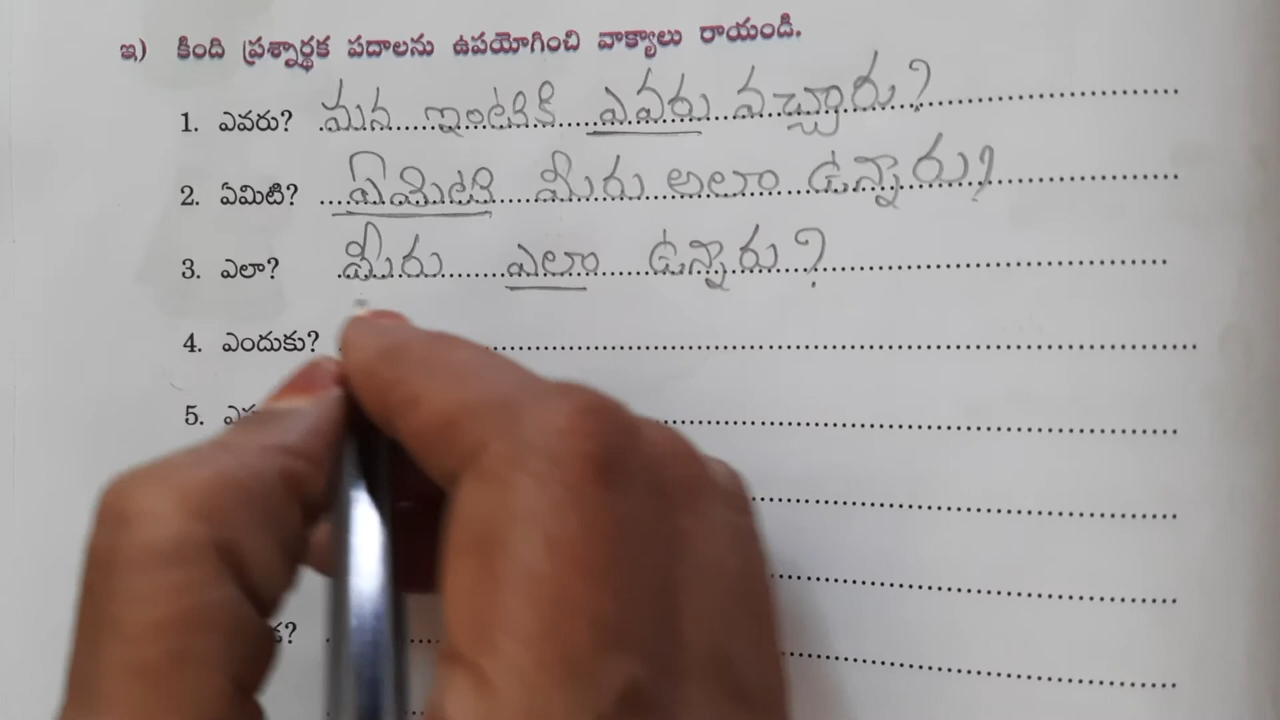 ఇ) కింది ప్రశ్నార్థక పదాలను ఉపయోగించి వాక్యాలు రాయండి.
1. ఎవరు? మన ఇంటికి ఎవరు వచ్చారు?
2. ఏమిటి? ఏమిటి మీరు అలా ఉన్నారు?
3. ఎలా? మీరు ఎలా ఉన్నారు?
4. ఎందుకు?
5.